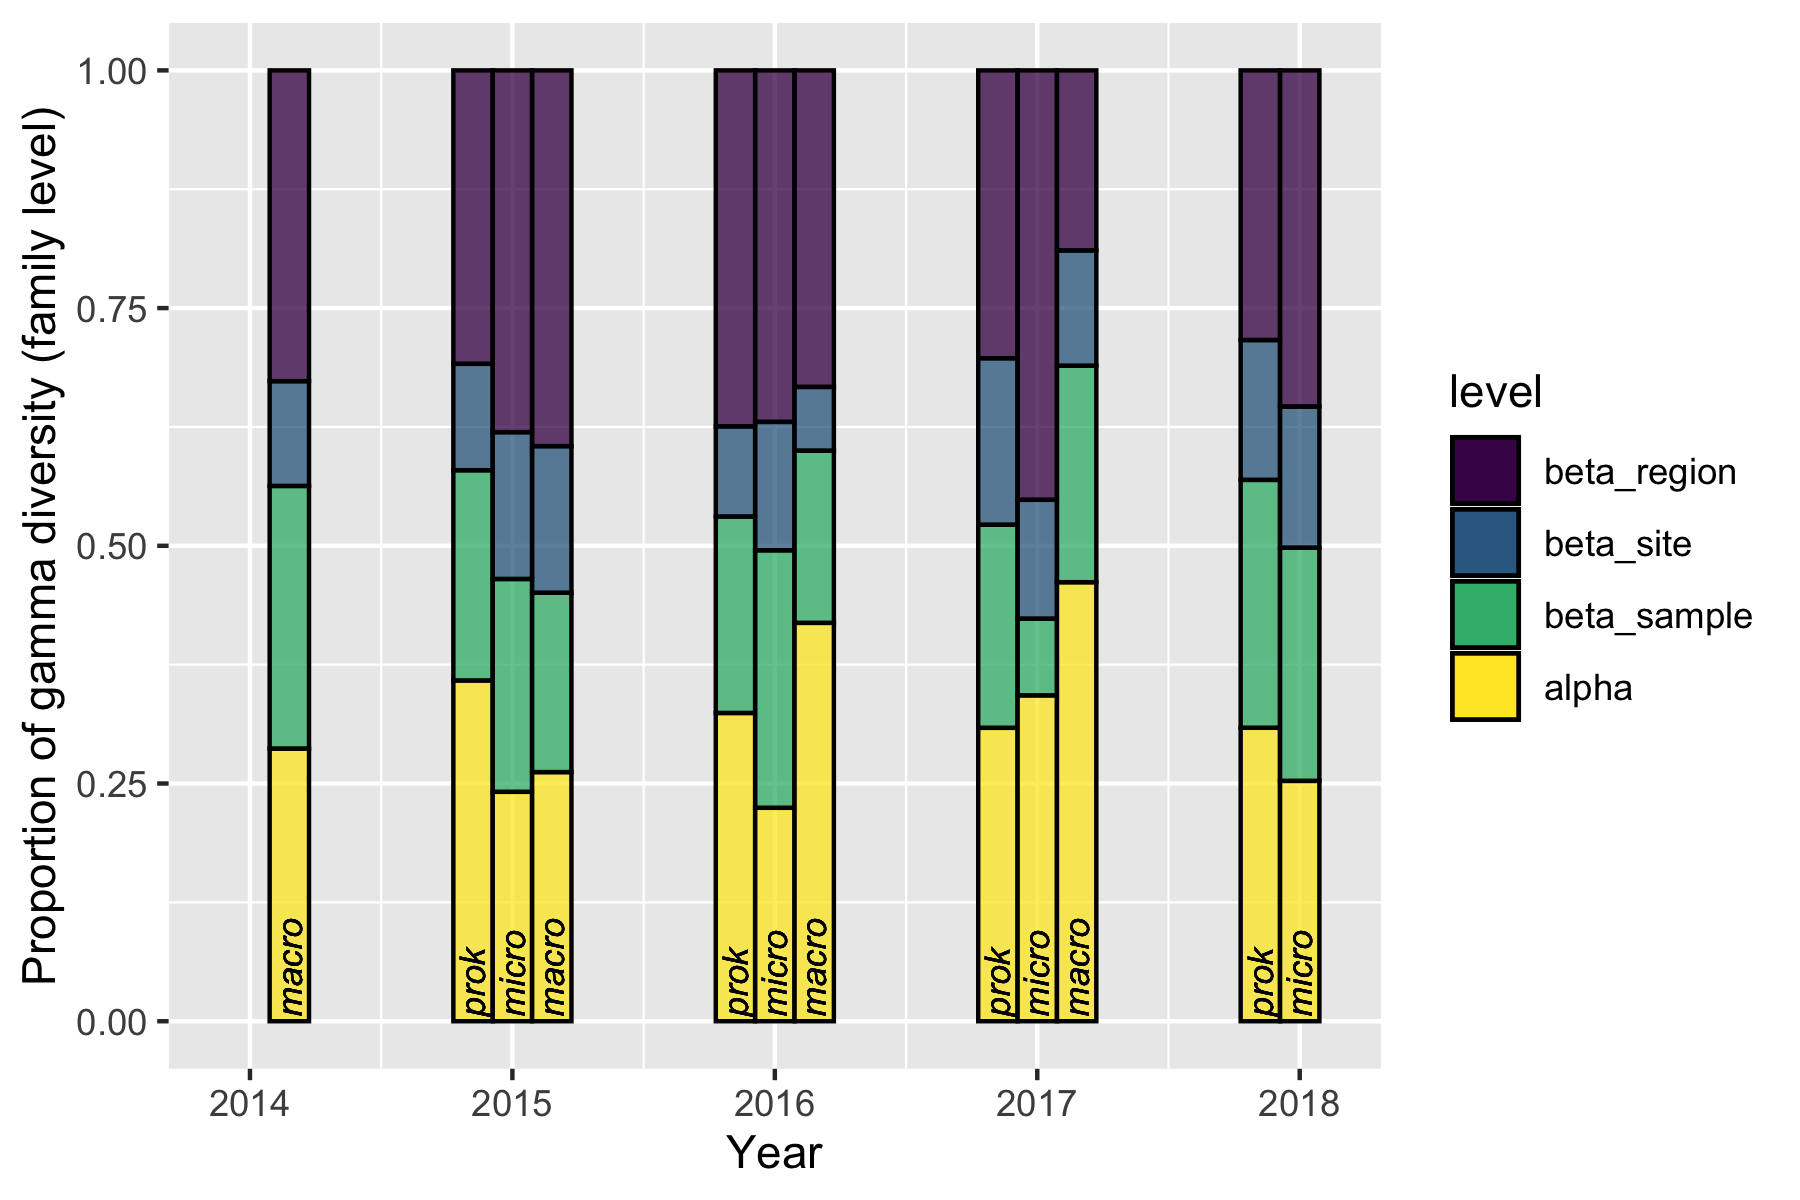 Proportion of gamma diversity (family level)
1.00
0.75
0.50
0.25
0.00
macro
prok
micro
macro
prok
micro
macro
prok
micro
macro
prok
micro
2014
2015
2016
2017
2018
Year
level
beta_region
beta_site
beta_sample
alpha